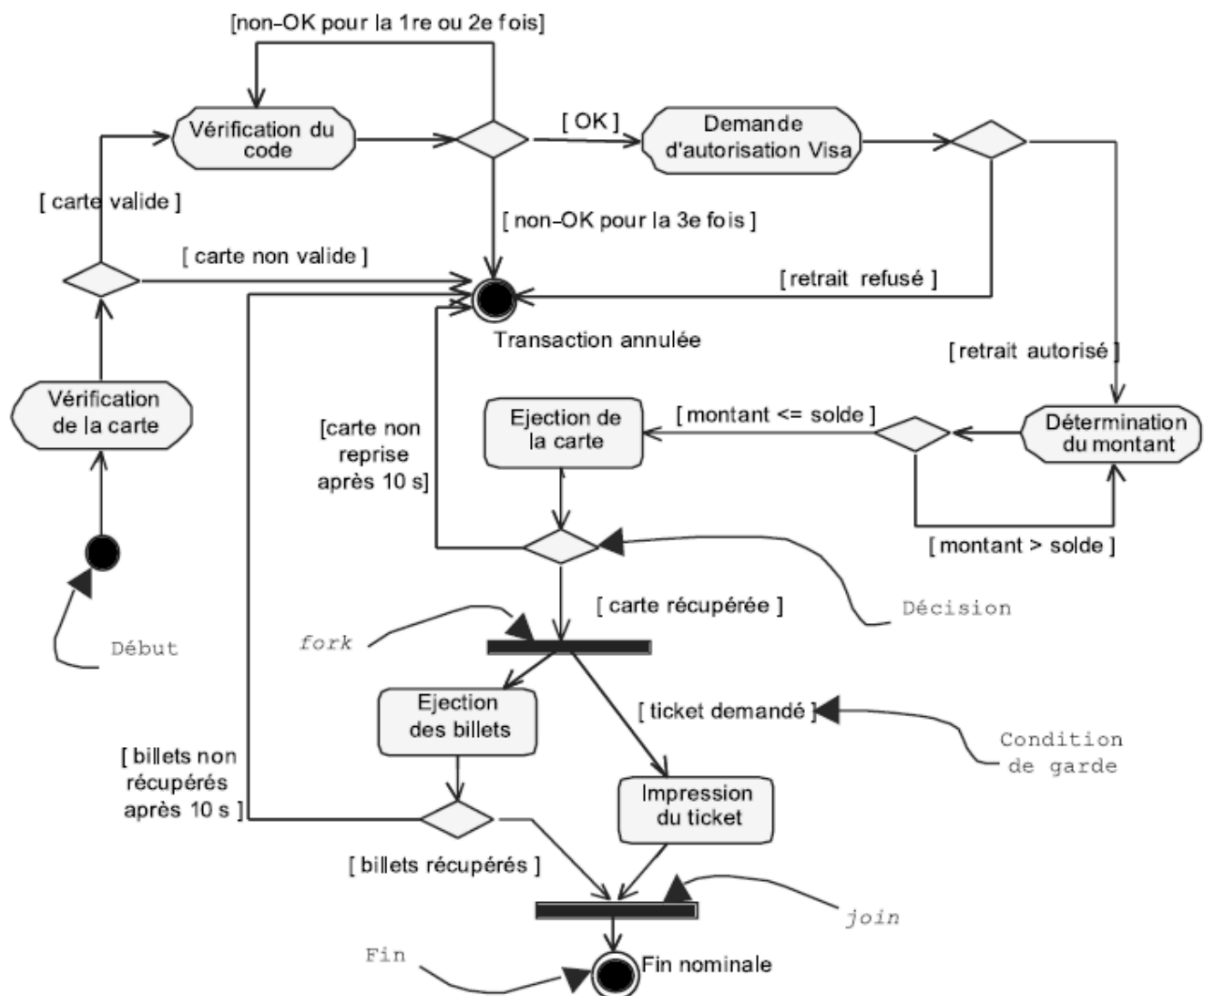 [non-OK pour la 1re ou 2e fois]
Vérification du
code
[ OK ]
Demande
d'autorisation Visa
[ carte valide ]
[ non-OK pour la 3e fois ]
[ carte non valide ]
[ retrait refusé ]
Transaction annulée
[ retrait autorisé ]
Vérification
de la carte
[carte non
reprise
après 10 s]
Ejection de
la carte
[ montant <= solde ]
Détermination
du montant
[ montant > solde ]
[ carte récupérée ]
Décision
Début
fork
Ejection
des billets
[ ticket demandé ]
Condition
de garde
[ billets non
récupérés
après 10 s ]
Impression
du ticket
[ billets récupérés ]
join
Fin
Fin nominale